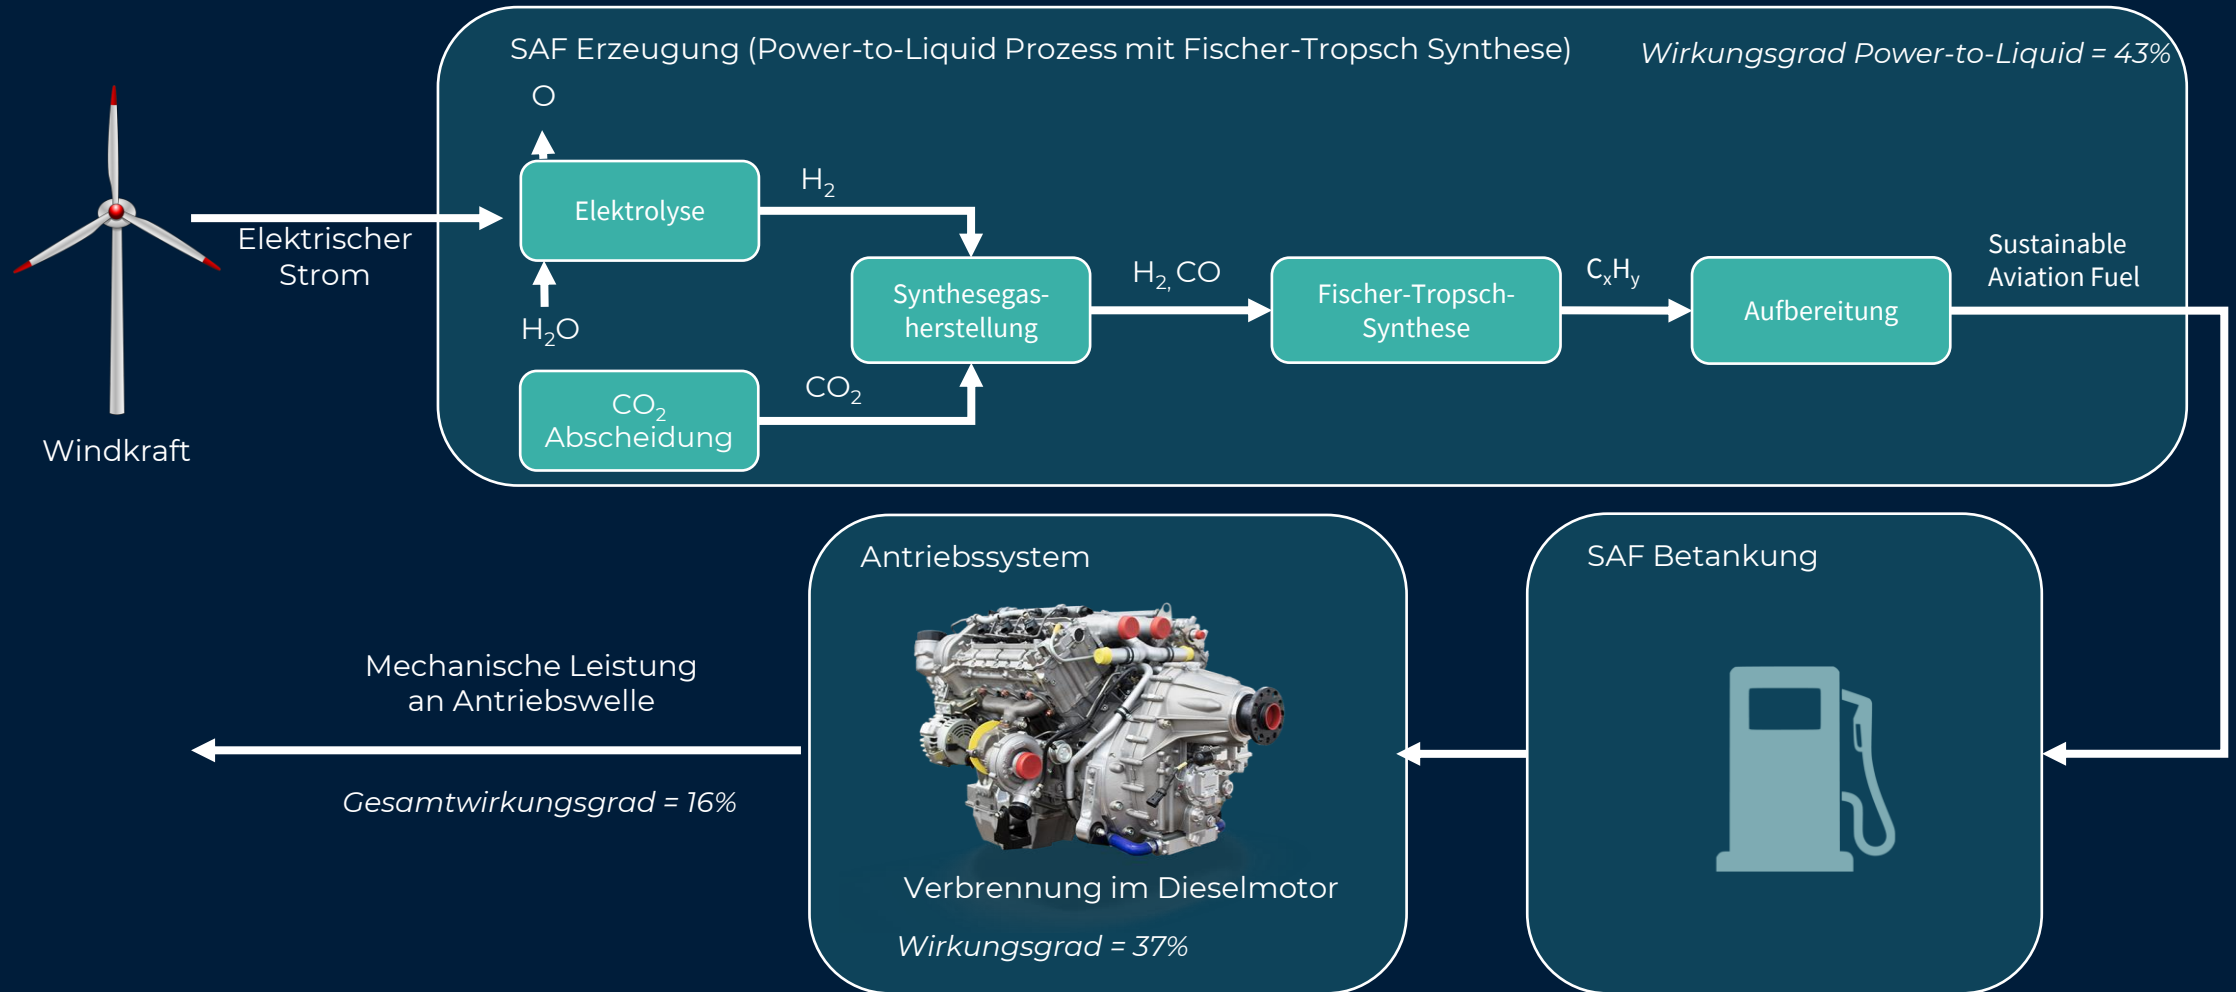 SAF Erzeugung (Power-to-Liquid Prozess mit Fischer-Tropsch Synthese)
Wirkungsgrad Power-to-Liquid = 43%
O
Elektrolyse
H₂
Elektrischer
Strom
H₂O
Synthesegas-
herstellung
H₂, CO
Fischer-Tropsch-
Synthese
CₓHᵧ
Aufbereitung
Sustainable
Aviation Fuel
CO₂
Abscheidung
CO₂
Windkraft
Antriebssystem
SAF Betankung
Mechanische Leistung
an Antriebswelle
Gesamtwirkungsgrad = 16%
Verbrennung im Dieselmotor
Wirkungsgrad = 37%